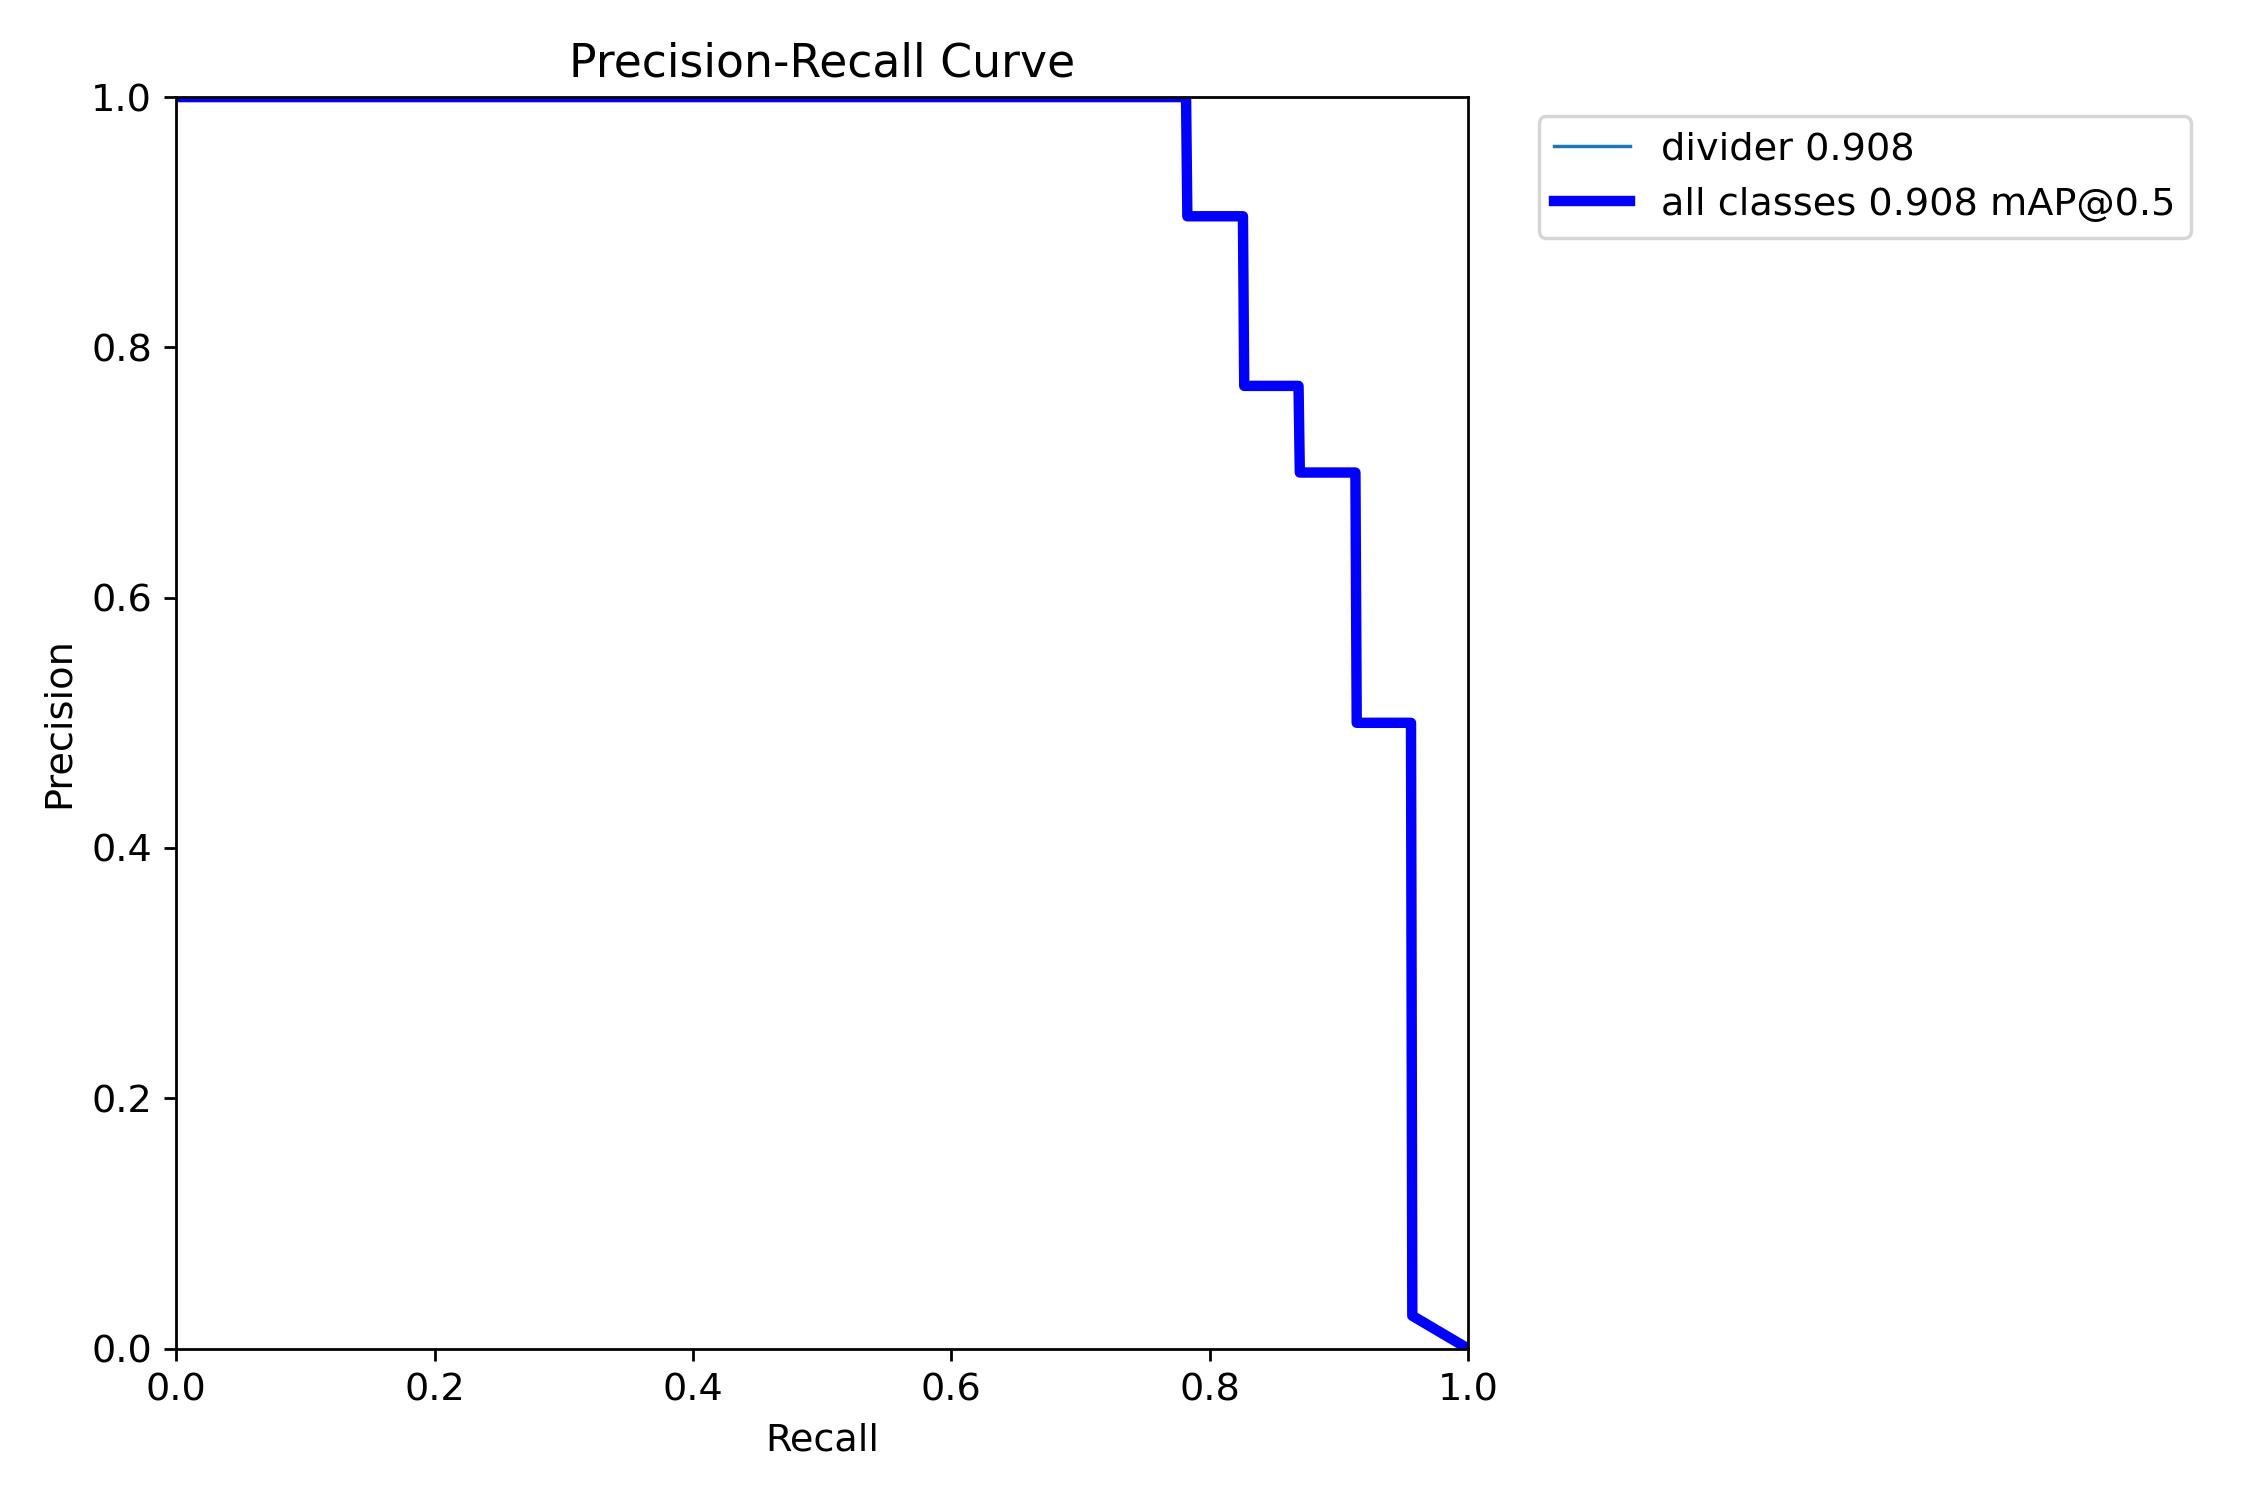 Precision-Recall Curve
1.0
0.8
0.6
0.4
0.2
0.0
Precision
0.0 0.2 0.4 0.6 0.8 1.0
Recall
divider 0.908
all classes 0.908 mAP@0.5